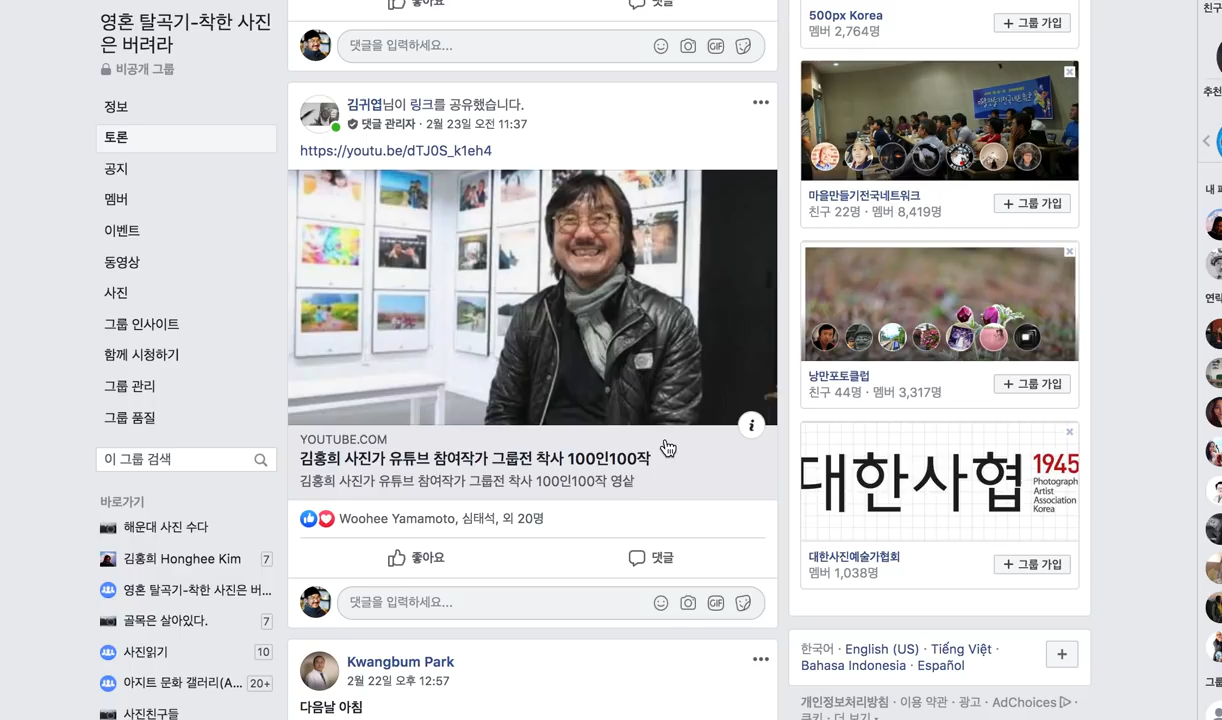 영혼 탈곡기-착한 사진
은 버려라
비공개 그룹
정보
토론
공지
멤버
이벤트
동영상
사진
그룹 인사이트
함께 시청하기
그룹 관리
그룹 품질
이 그룹 검색
바로가기
해운대 사진 수다
김홍희 Honghee Kim 7
영혼 탈곡기-착한 사진은 버...
골목은 살아있다. 7
사진읽기 10
아지트 문화 갤러리(A... 20+
사진친구들
좋아요 댓글
댓글을 입력하세요...
GIF
김귀엽님이 링크를 공유했습니다.
댓글 관리자 · 2월 23일 오전 11:37
https://youtu.be/dTJ0S_k1eh4
YOUTUBE.COM
김홍희 사진가 유튜브 참여작가 그룹전 착사 100인100작
김홍희 사진가 유튜브 참여작가 그룹전 착사 100인100작 영상
Woohee Yamamoto, 심태석, 외 20명
좋아요 댓글
댓글을 입력하세요...
GIF
Kwangbum Park
2월 22일 오후 12:57
다음날 아침
500px Korea
멤버 2,764명
+ 그룹 가입
마을만들기전국네트워크
친구 22명 · 멤버 8,419명
+ 그룹 가입
낭만포토클럽
친구 44명 · 멤버 3,317명
+ 그룹 가입
대한사협
1945
Photograph
Artist
Association
Korea
대한사진예술가협회
멤버 1,038명
+ 그룹 가입
한국어 · English (US) · Tiếng Việt ·
Bahasa Indonesia · Español
개인정보처리방침 · 이용 약관 · 광고 · AdChoices ·
쿠키 · 더 보기
친구
추천
내 페
연락
그룹